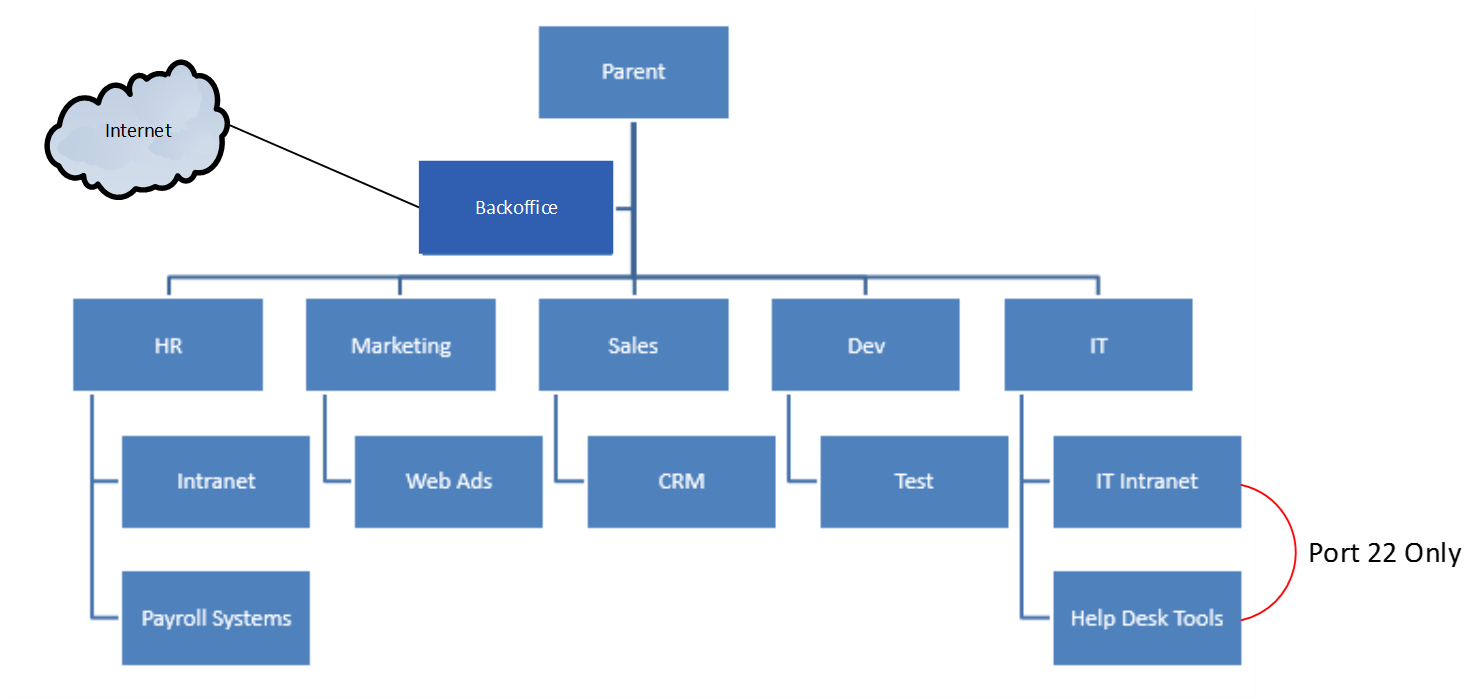 Parent
Internet
Backoffice
HR
Marketing
Sales
Dev
IT
Intranet
Web Ads
CRM
Test
IT Intranet
Port 22 Only
Payroll Systems
Help Desk Tools